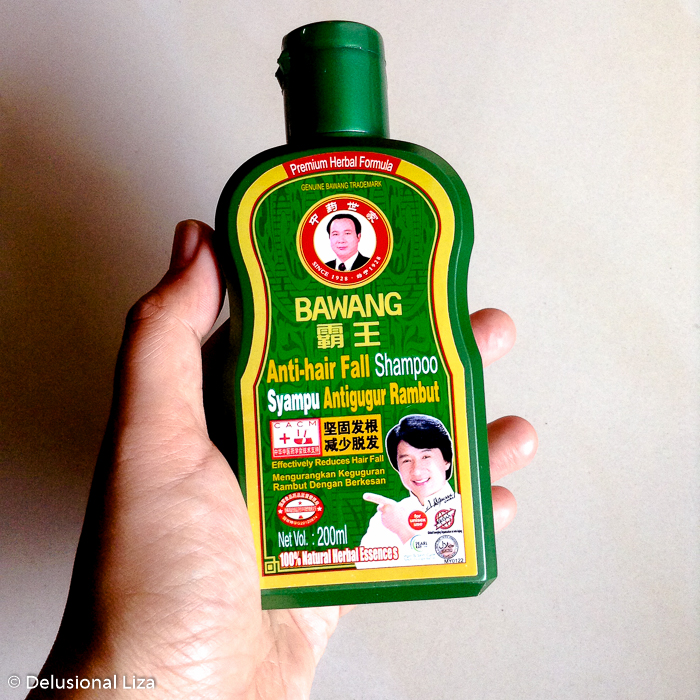 Premium Herbal Formula
GENUINE BAWANG TRADEMARK
中药世家
SINCE 1928
BAWANG
霸王
Anti-hair Fall Shampoo
Syampu Antigugur Rambut
CACM
坚固发根
减少脱发
Effectively Reduces Hair Fall
Mengurangkan Keguguran
Rambut Dengan Berkesan
Net Vol. : 200ml
100% Natural Herbal Essences
© Delusional Liza